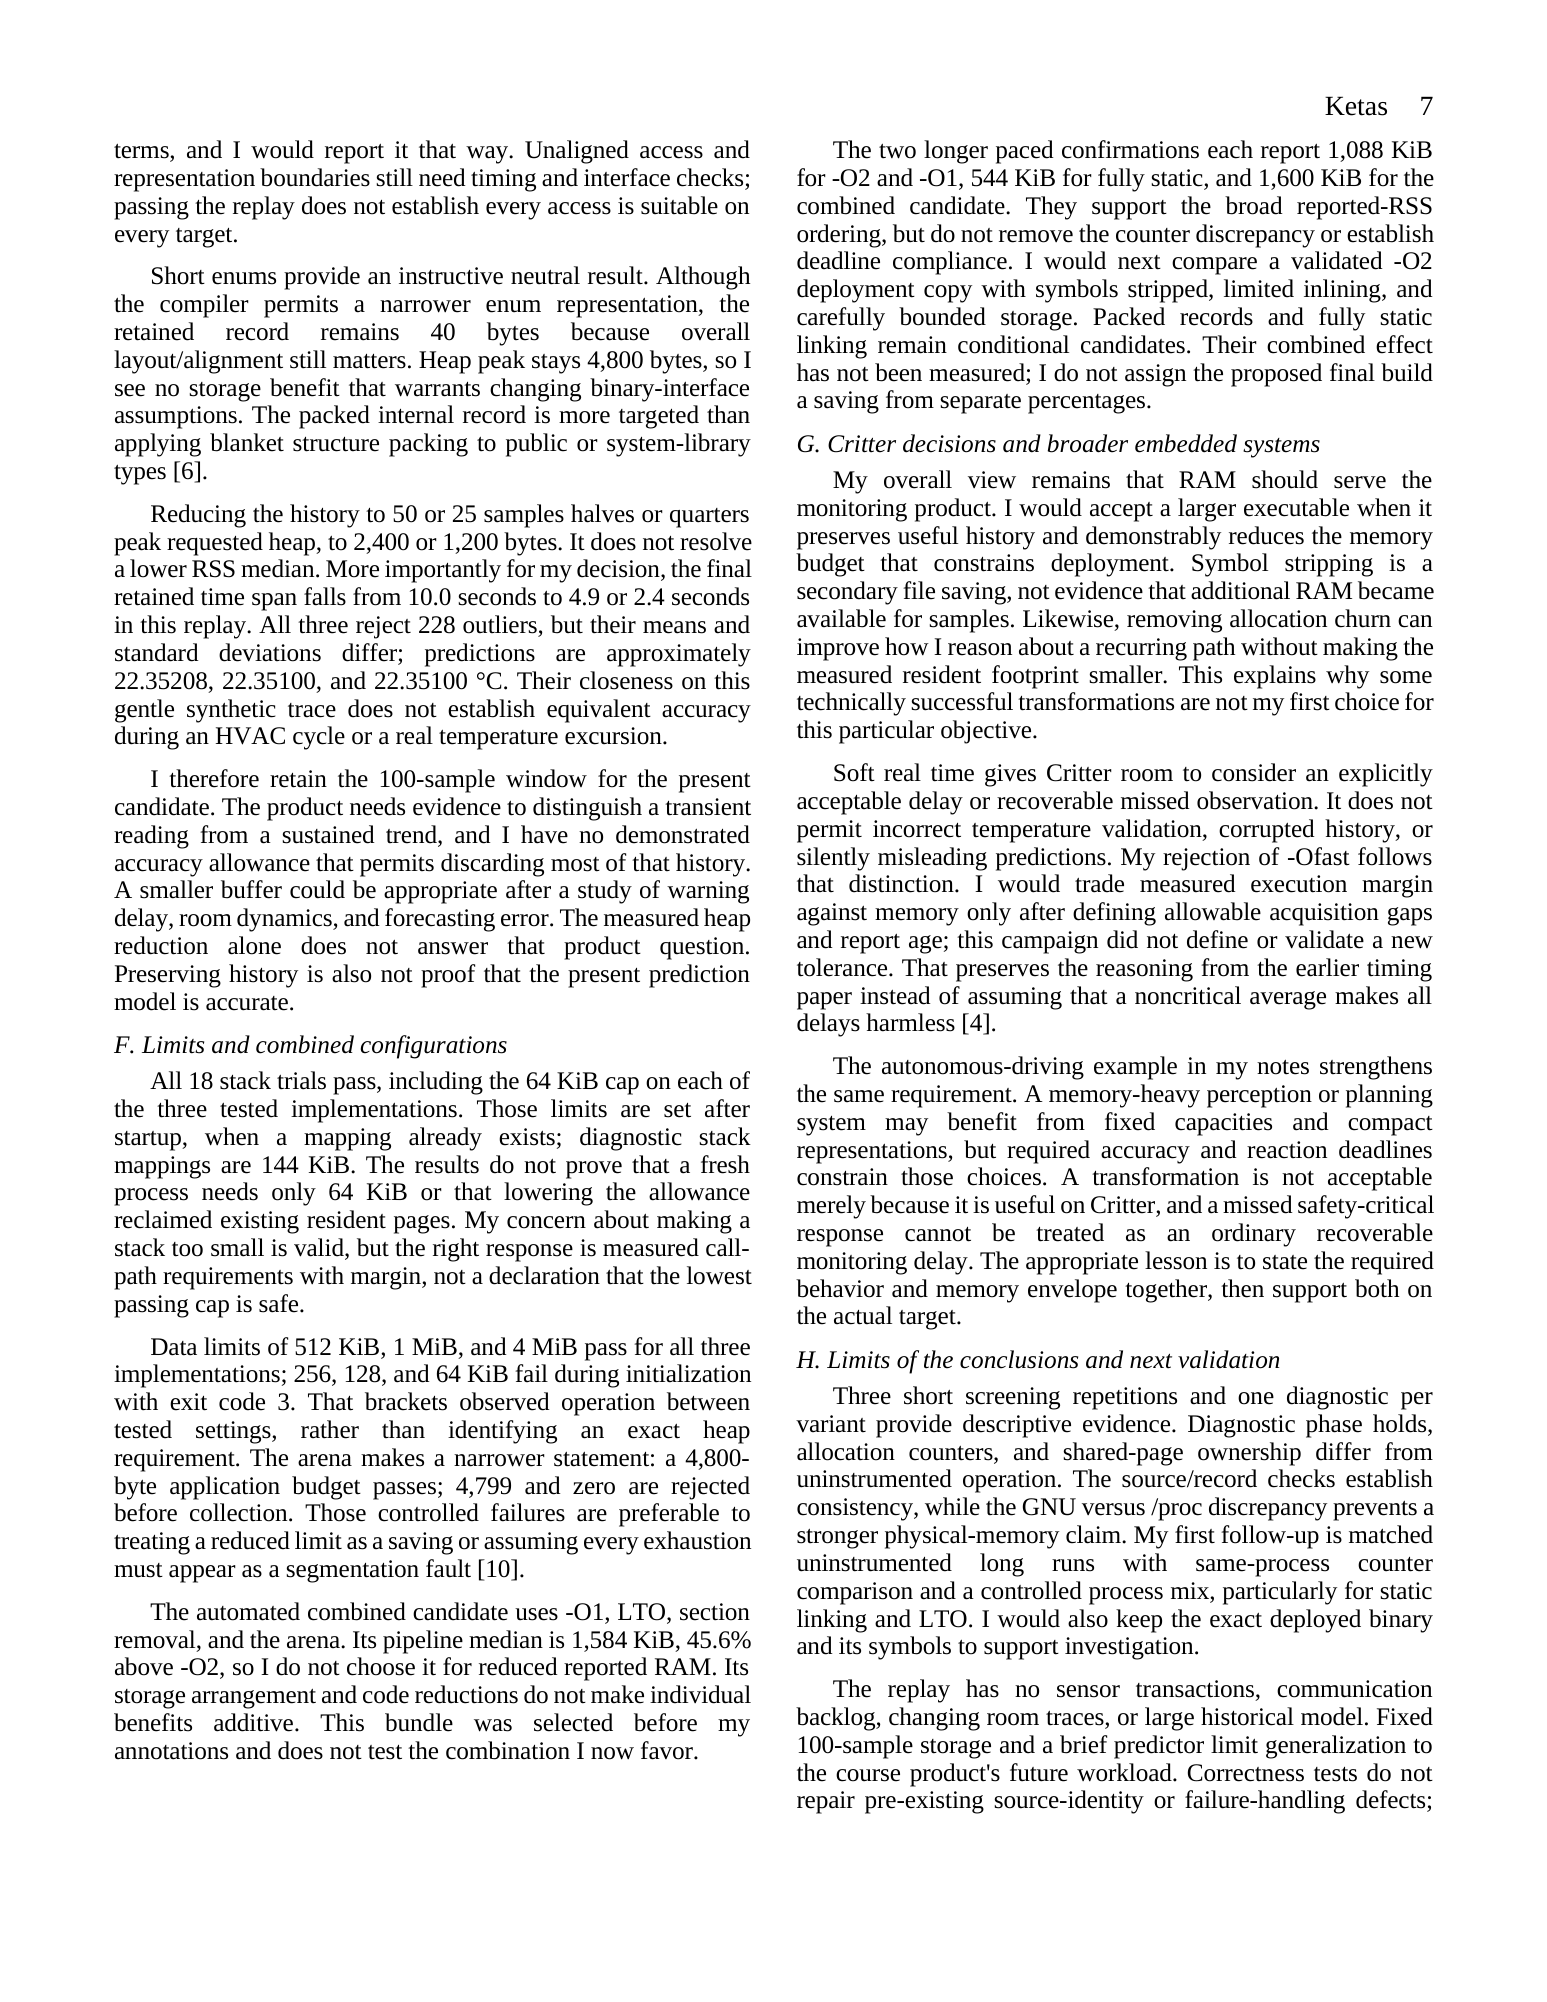 Ketas 7
terms, and I would report it that way. Unaligned access and
representation boundaries still need timing and interface checks;
passing the replay does not establish every access is suitable on
every target.
Short enums provide an instructive neutral result. Although
the compiler permits a narrower enum representation, the
retained record remains 40 bytes because overall
layout/alignment still matters. Heap peak stays 4,800 bytes, so I
see no storage benefit that warrants changing binary-interface
assumptions. The packed internal record is more targeted than
applying blanket structure packing to public or system-library
types [6].
Reducing the history to 50 or 25 samples halves or quarters
peak requested heap, to 2,400 or 1,200 bytes. It does not resolve
a lower RSS median. More importantly for my decision, the final
retained time span falls from 10.0 seconds to 4.9 or 2.4 seconds
in this replay. All three reject 228 outliers, but their means and
standard deviations differ; predictions are approximately
22.35208, 22.35100, and 22.35100 °C. Their closeness on this
gentle synthetic trace does not establish equivalent accuracy
during an HVAC cycle or a real temperature excursion.
I therefore retain the 100-sample window for the present
candidate. The product needs evidence to distinguish a transient
reading from a sustained trend, and I have no demonstrated
accuracy allowance that permits discarding most of that history.
A smaller buffer could be appropriate after a study of warning
delay, room dynamics, and forecasting error. The measured heap
reduction alone does not answer that product question.
Preserving history is also not proof that the present prediction
model is accurate.
F. Limits and combined configurations
All 18 stack trials pass, including the 64 KiB cap on each of
the three tested implementations. Those limits are set after
startup, when a mapping already exists; diagnostic stack
mappings are 144 KiB. The results do not prove that a fresh
process needs only 64 KiB or that lowering the allowance
reclaimed existing resident pages. My concern about making a
stack too small is valid, but the right response is measured call-
path requirements with margin, not a declaration that the lowest
passing cap is safe.
Data limits of 512 KiB, 1 MiB, and 4 MiB pass for all three
implementations; 256, 128, and 64 KiB fail during initialization
with exit code 3. That brackets observed operation between
tested settings, rather than identifying an exact heap
requirement. The arena makes a narrower statement: a 4,800-
byte application budget passes; 4,799 and zero are rejected
before collection. Those controlled failures are preferable to
treating a reduced limit as a saving or assuming every exhaustion
must appear as a segmentation fault [10].
The automated combined candidate uses -O1, LTO, section
removal, and the arena. Its pipeline median is 1,584 KiB, 45.6%
above -O2, so I do not choose it for reduced reported RAM. Its
storage arrangement and code reductions do not make individual
benefits additive. This bundle was selected before my
annotations and does not test the combination I now favor.
The two longer paced confirmations each report 1,088 KiB
for -O2 and -O1, 544 KiB for fully static, and 1,600 KiB for the
combined candidate. They support the broad reported-RSS
ordering, but do not remove the counter discrepancy or establish
deadline compliance. I would next compare a validated -O2
deployment copy with symbols stripped, limited inlining, and
carefully bounded storage. Packed records and fully static
linking remain conditional candidates. Their combined effect
has not been measured; I do not assign the proposed final build
a saving from separate percentages.
G. Critter decisions and broader embedded systems
My overall view remains that RAM should serve the
monitoring product. I would accept a larger executable when it
preserves useful history and demonstrably reduces the memory
budget that constrains deployment. Symbol stripping is a
secondary file saving, not evidence that additional RAM became
available for samples. Likewise, removing allocation churn can
improve how I reason about a recurring path without making the
measured resident footprint smaller. This explains why some
technically successful transformations are not my first choice for
this particular objective.
Soft real time gives Critter room to consider an explicitly
acceptable delay or recoverable missed observation. It does not
permit incorrect temperature validation, corrupted history, or
silently misleading predictions. My rejection of -Ofast follows
that distinction. I would trade measured execution margin
against memory only after defining allowable acquisition gaps
and report age; this campaign did not define or validate a new
tolerance. That preserves the reasoning from the earlier timing
paper instead of assuming that a noncritical average makes all
delays harmless [4].
The autonomous-driving example in my notes strengthens
the same requirement. A memory-heavy perception or planning
system may benefit from fixed capacities and compact
representations, but required accuracy and reaction deadlines
constrain those choices. A transformation is not acceptable
merely because it is useful on Critter, and a missed safety-critical
response cannot be treated as an ordinary recoverable
monitoring delay. The appropriate lesson is to state the required
behavior and memory envelope together, then support both on
the actual target.
H. Limits of the conclusions and next validation
Three short screening repetitions and one diagnostic per
variant provide descriptive evidence. Diagnostic phase holds,
allocation counters, and shared-page ownership differ from
uninstrumented operation. The source/record checks establish
consistency, while the GNU versus /proc discrepancy prevents a
stronger physical-memory claim. My first follow-up is matched
uninstrumented long runs with same-process counter
comparison and a controlled process mix, particularly for static
linking and LTO. I would also keep the exact deployed binary
and its symbols to support investigation.
The replay has no sensor transactions, communication
backlog, changing room traces, or large historical model. Fixed
100-sample storage and a brief predictor limit generalization to
the course product's future workload. Correctness tests do not
repair pre-existing source-identity or failure-handling defects;